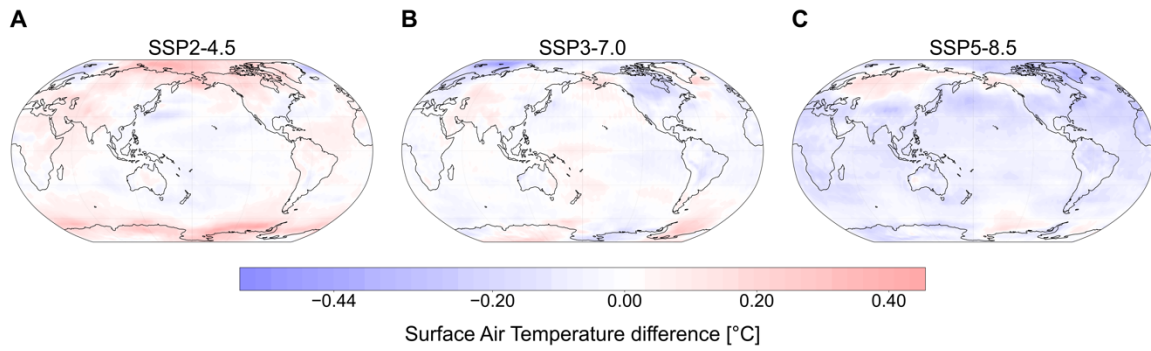 A
SSP2-4.5
B
SSP3-7.0
C
SSP5-8.5
−0.44
−0.20
0.00
0.20
0.40
Surface Air Temperature difference [°C]